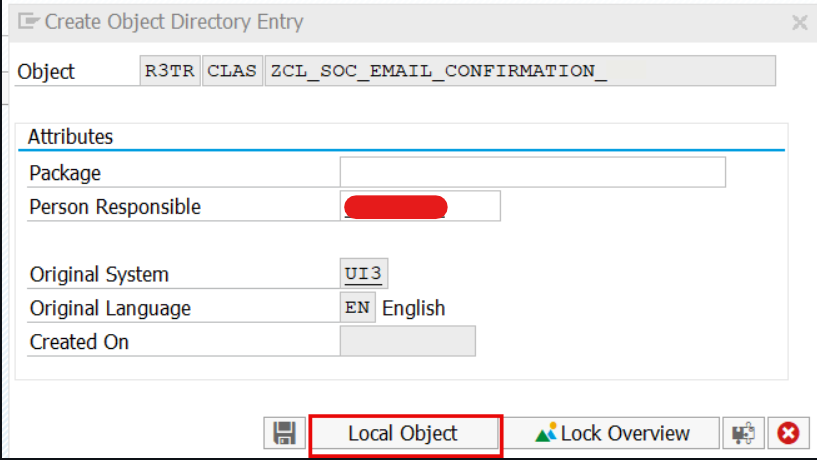 Create Object Directory Entry
Object R3TR CLAS ZCL_SOC_EMAIL_CONFIRMATION_
Attributes
Package
Person Responsible
Original System UI3
Original Language EN English
Created On
Local Object Lock Overview